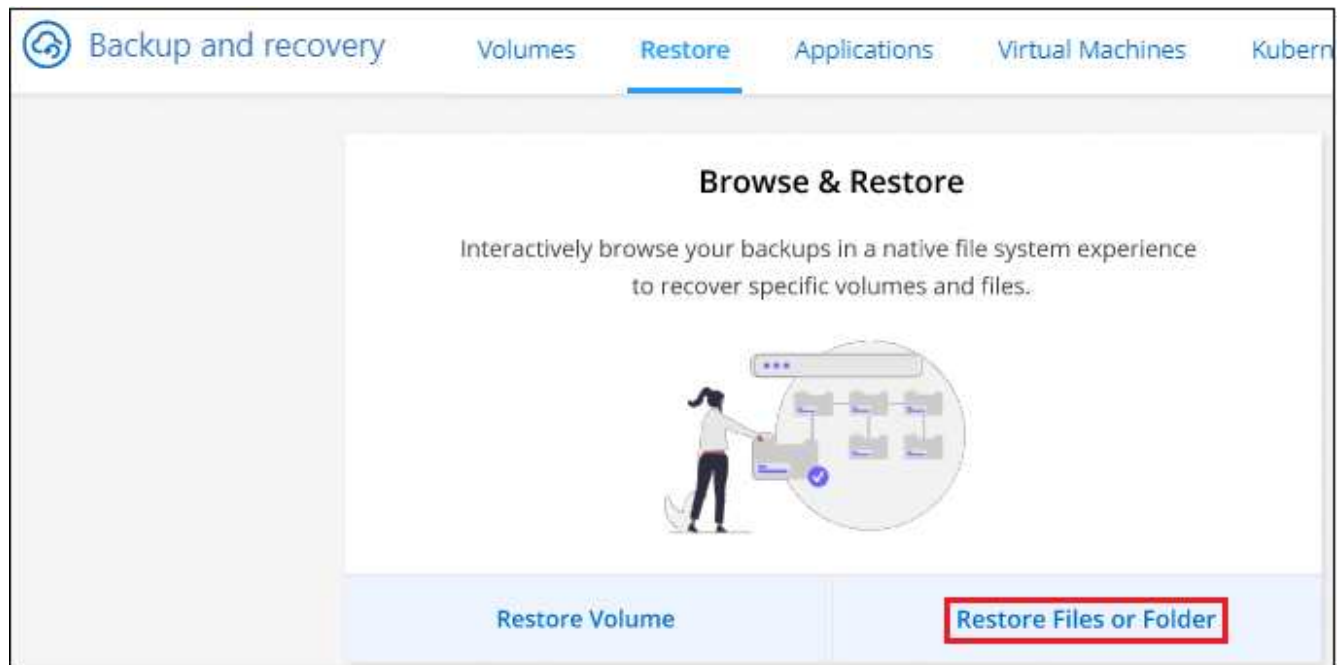 Backup and recovery Volumes Restore Applications Virtual Machines Kubern
Browse & Restore
Interactively browse your backups in a native file system experience
to recover specific volumes and files.
Restore Volume Restore Files or Folder